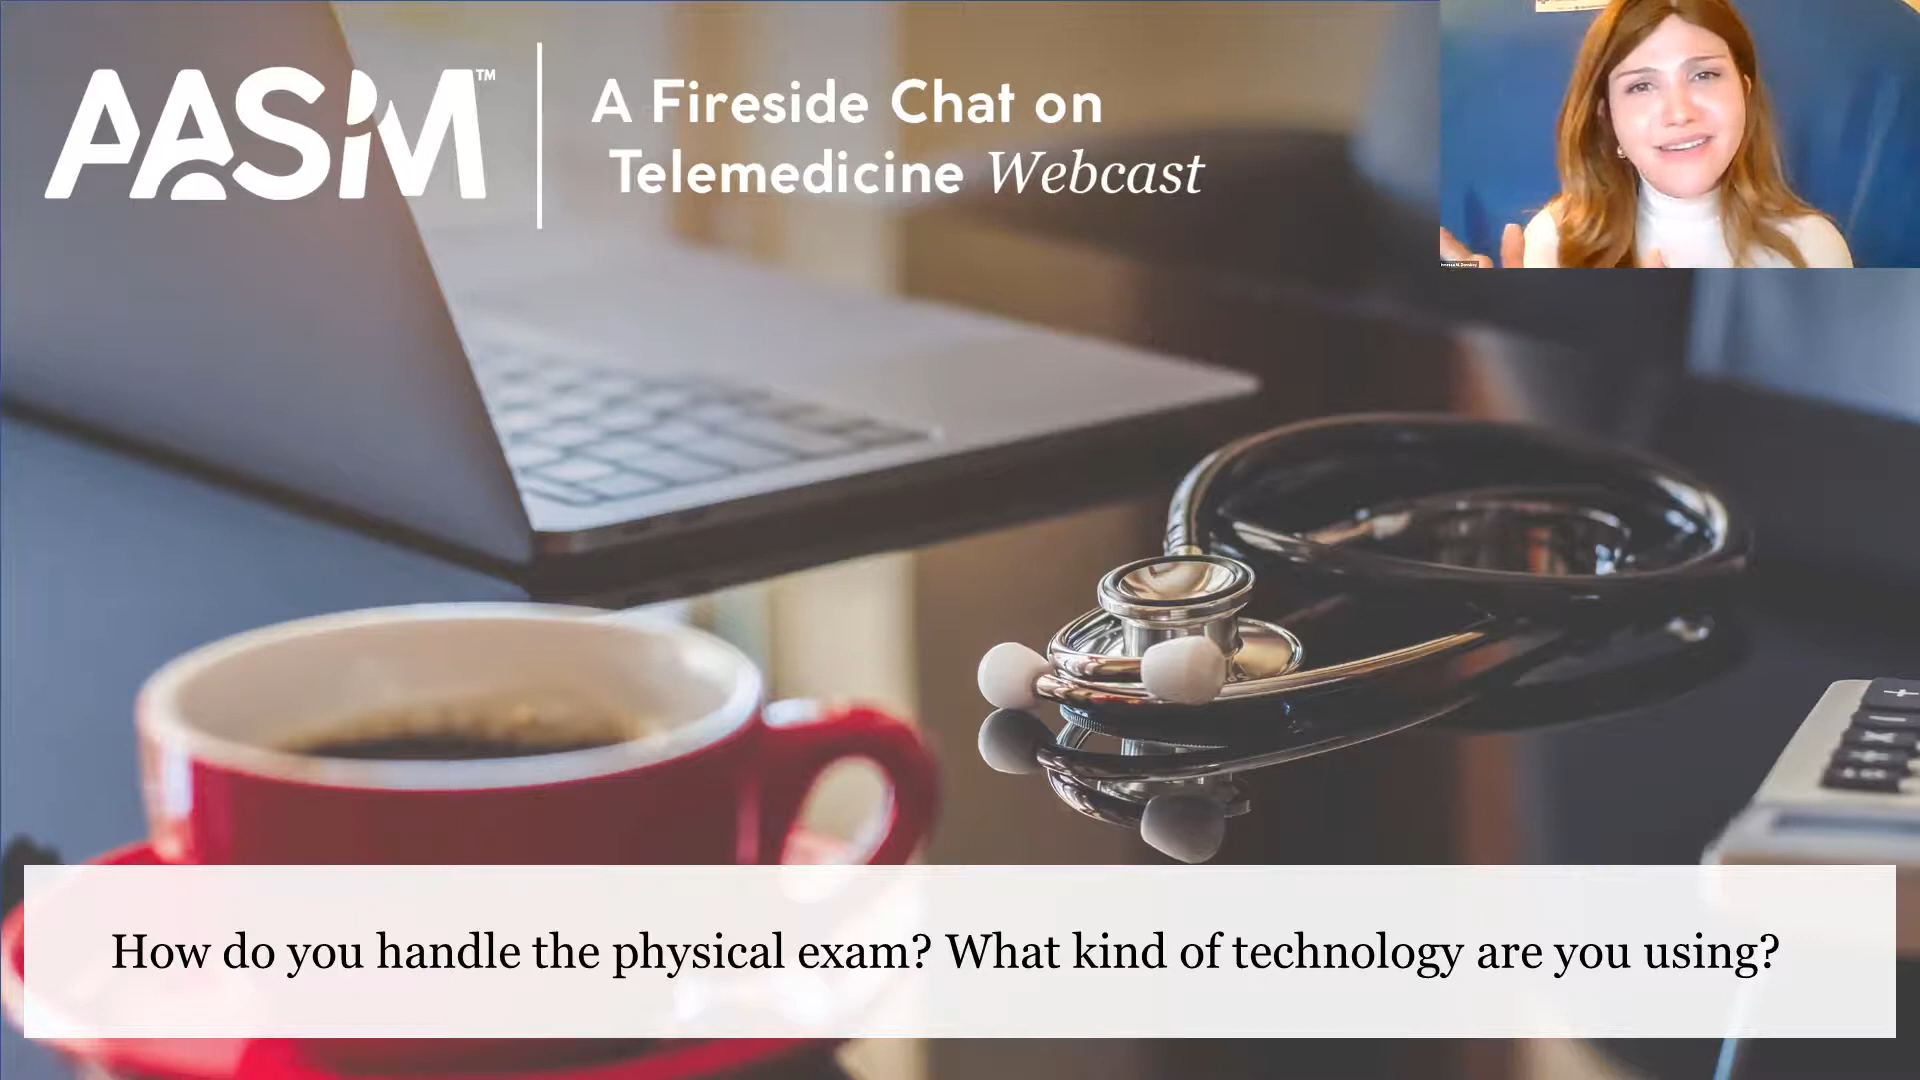 AASM™
A Fireside Chat on
Telemedicine Webcast
How do you handle the physical exam? What kind of technology are you using?